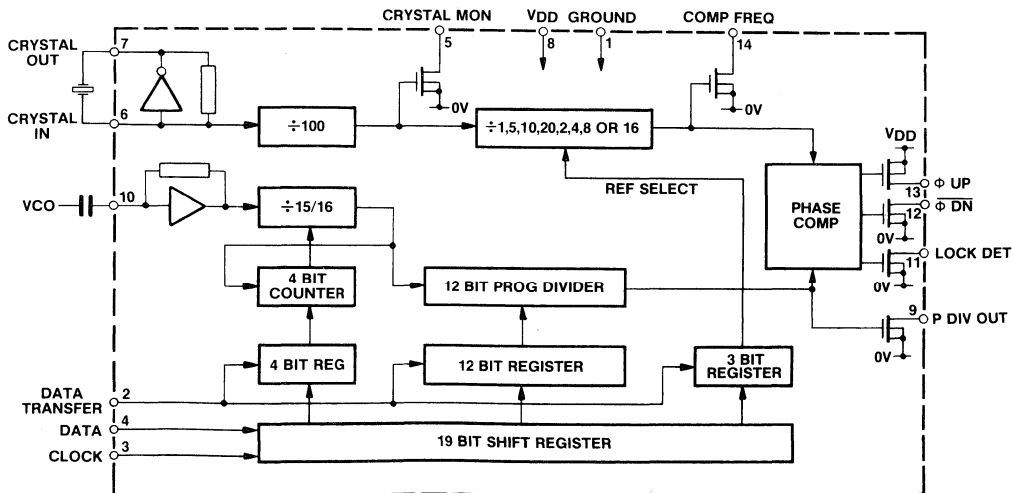 CRYSTAL MON
VDD
GROUND
COMP FREQ
5
8
1
14
CRYSTAL
OUT
7
6
CRYSTAL
IN
÷100
0V
÷1,5,10,20,2,4,8 OR 16
0V
VDD
REF SELECT
PHASE
COMP
Φ UP
13
Φ DN
12
0V
LOCK DET
11
0V
VCO
10
÷15/16
4 BIT
COUNTER
12 BIT PROG DIVIDER
9
P DIV OUT
0V
4 BIT REG
12 BIT REGISTER
3 BIT
REGISTER
DATA
TRANSFER
2
DATA
4
CLOCK
3
19 BIT SHIFT REGISTER